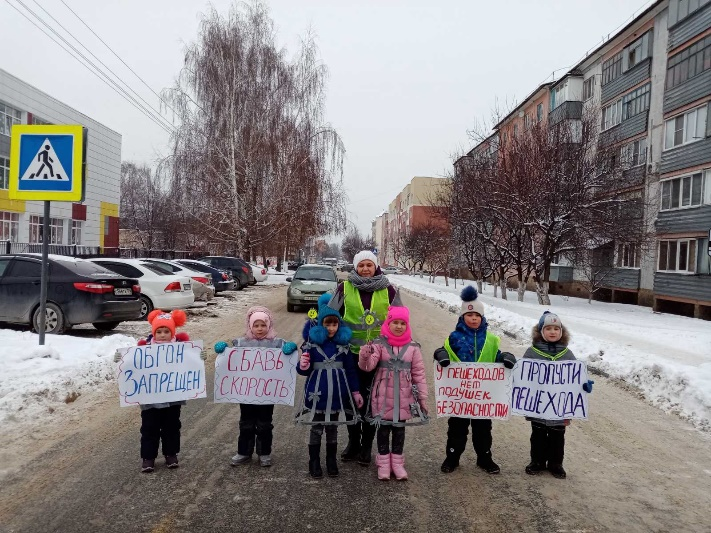 ОБГОН
ЗАПРЕЩЕН
СБАВЬ
СКОРОСТЬ
У ПЕШЕХОДОВ
НЕТ
ПОДУШЕК
БЕЗОПАСНОСТИ
ПРОПУСТИ
ПЕШЕХОДА